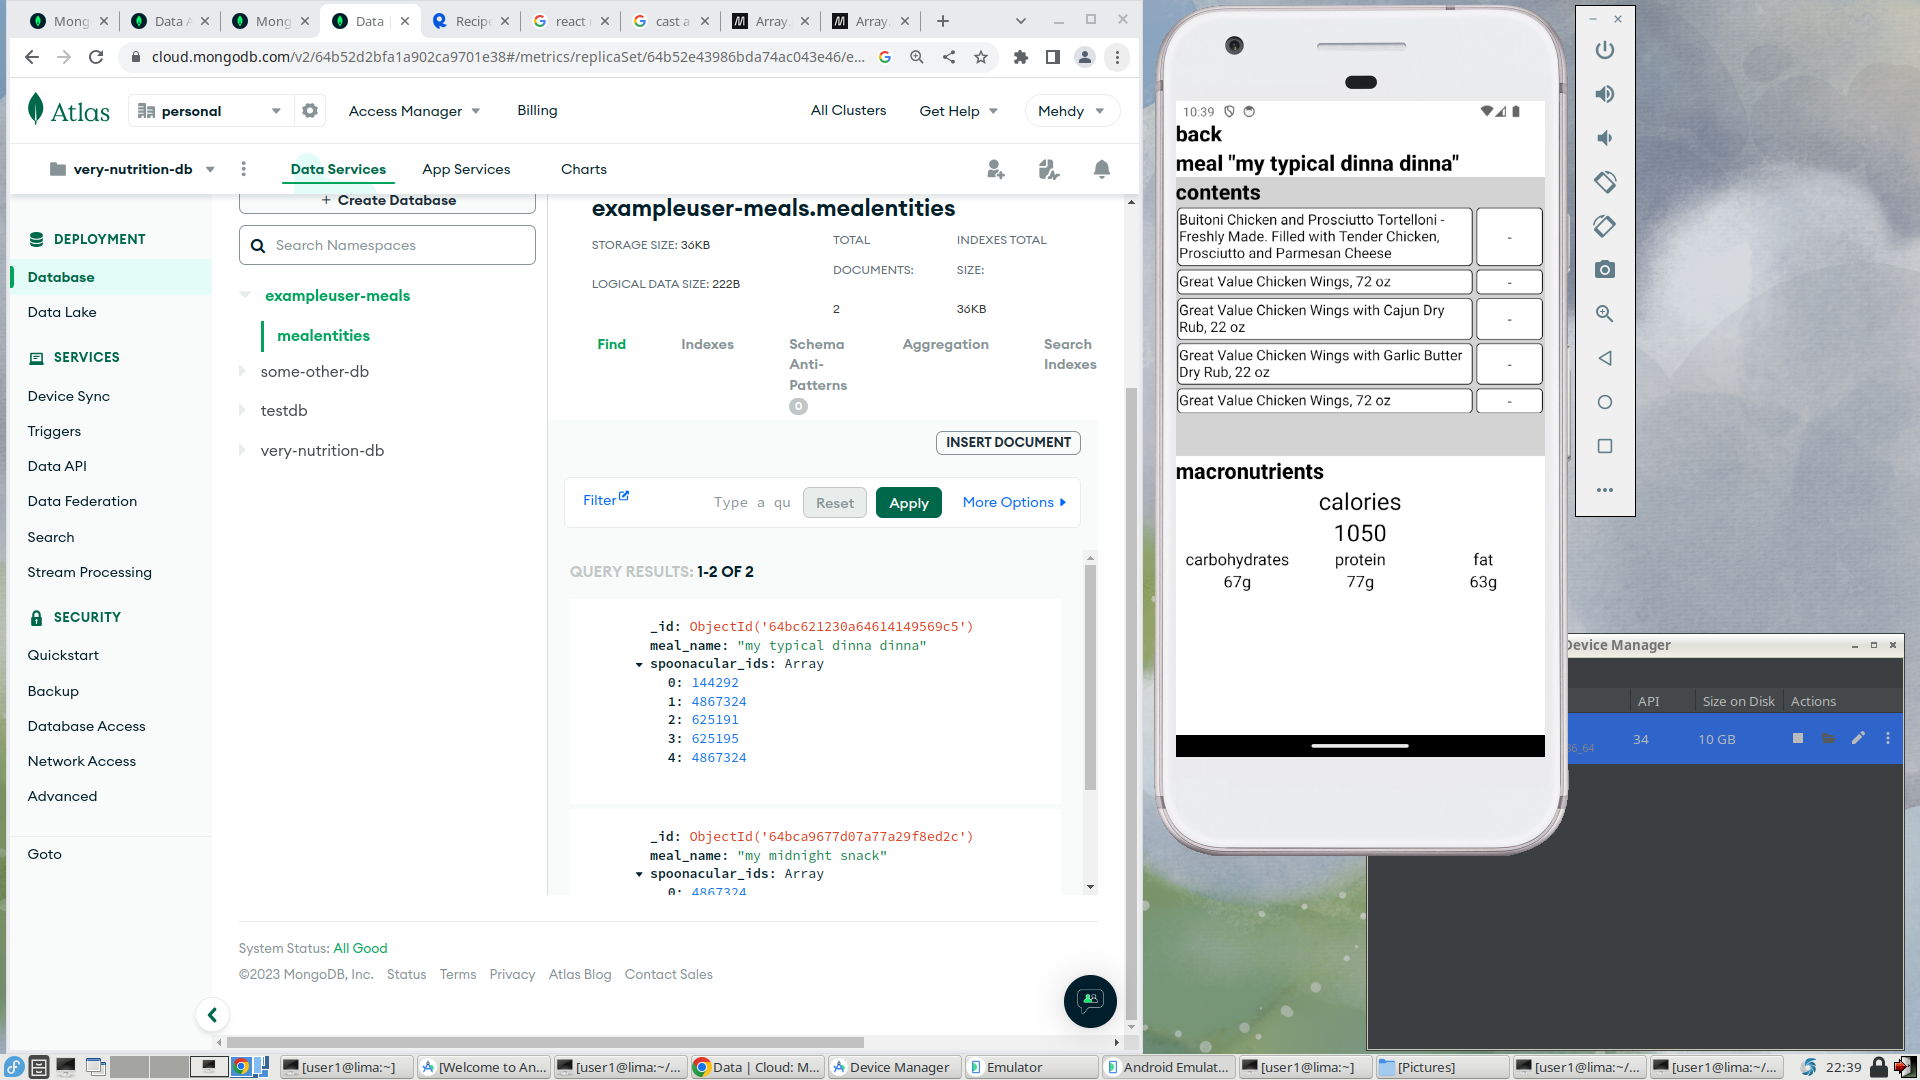 Mong
Data A
Mong
Data |
Recipe
react r
cast a
Array.
Array.
cloud.mongodb.com/v2/64b52d2bfa1a902ca9701e38#/metrics/replicaSet/64b52e43986bda74ac043e46/e...
Atlas
personal
Access Manager
Billing
All Clusters
Get Help
Mehdy
very-nutrition-db
Data Services
App Services
Charts
DEPLOYMENT
Database
Data Lake
SERVICES
Device Sync
Triggers
Data API
Data Federation
Search
Stream Processing
SECURITY
Quickstart
Backup
Database Access
Network Access
Advanced
Goto
+ Create Database
Search Namespaces
exampleuser-meals
mealentities
some-other-db
testdb
very-nutrition-db
exampleuser-meals.mealentities
STORAGE SIZE: 36KB
LOGICAL DATA SIZE: 222B
TOTAL
DOCUMENTS:
2
INDEXES TOTAL
SIZE:
36KB
Find
Indexes
Schema
Anti-
Patterns
0
Aggregation
Search
Indexes
INSERT DOCUMENT
Filter
Type a qu
Reset
Apply
More Options
QUERY RESULTS: 1-2 OF 2
_id: ObjectId('64bc621230a64614149569c5')
meal_name: "my typical dinna dinna"
spoonacular_ids: Array
0: 144292
1: 4867324
2: 625191
3: 625195
4: 4867324
_id: ObjectId('64bca9677d07a77a29f8ed2c')
meal_name: "my midnight snack"
spoonacular_ids: Array
0: 4867324
System Status: All Good
©2023 MongoDB, Inc. Status Terms Privacy Atlas Blog Contact Sales
10:39
back
meal "my typical dinna dinna"
contents
Buitoni Chicken and Prosciutto Tortelloni -
Freshly Made. Filled with Tender Chicken,
Prosciutto and Parmesan Cheese
-
Great Value Chicken Wings, 72 oz
-
Great Value Chicken Wings with Cajun Dry
Rub, 22 oz
-
Great Value Chicken Wings with Garlic Butter
Dry Rub, 22 oz
-
Great Value Chicken Wings, 72 oz
-
macronutrients
calories
1050
carbohydrates protein fat
67g 77g 63g
Device Manager
API Size on Disk Actions
86_64
34 10 GB
[user1@lima:~]
[Welcome to An...
[user1@lima:~/...
Data | Cloud: M...
Device Manager
Emulator
Android Emulat...
[user1@lima:~]
[Pictures]
[user1@lima:~/...
[user1@lima:~/...
22:39